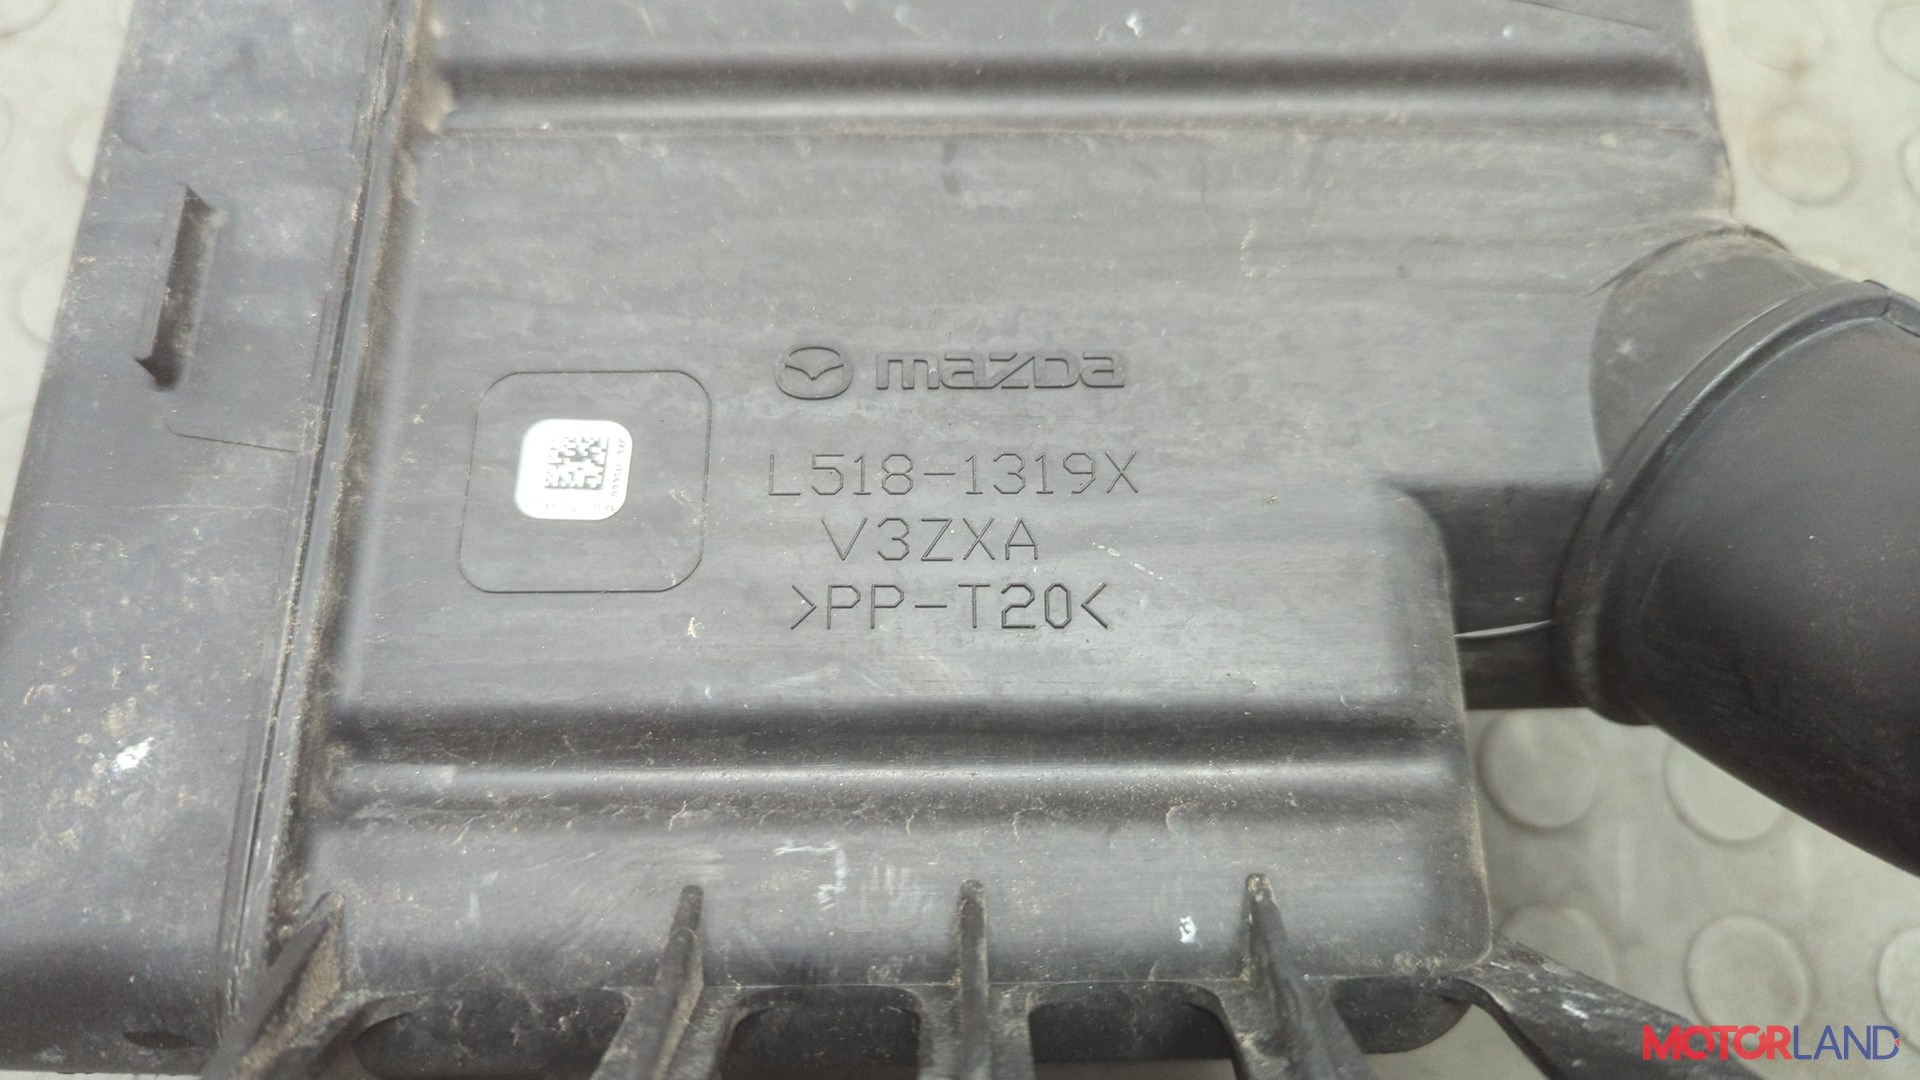 mazda
L518-1319X
V3ZXA
>PP-T20<
MOTORLAND